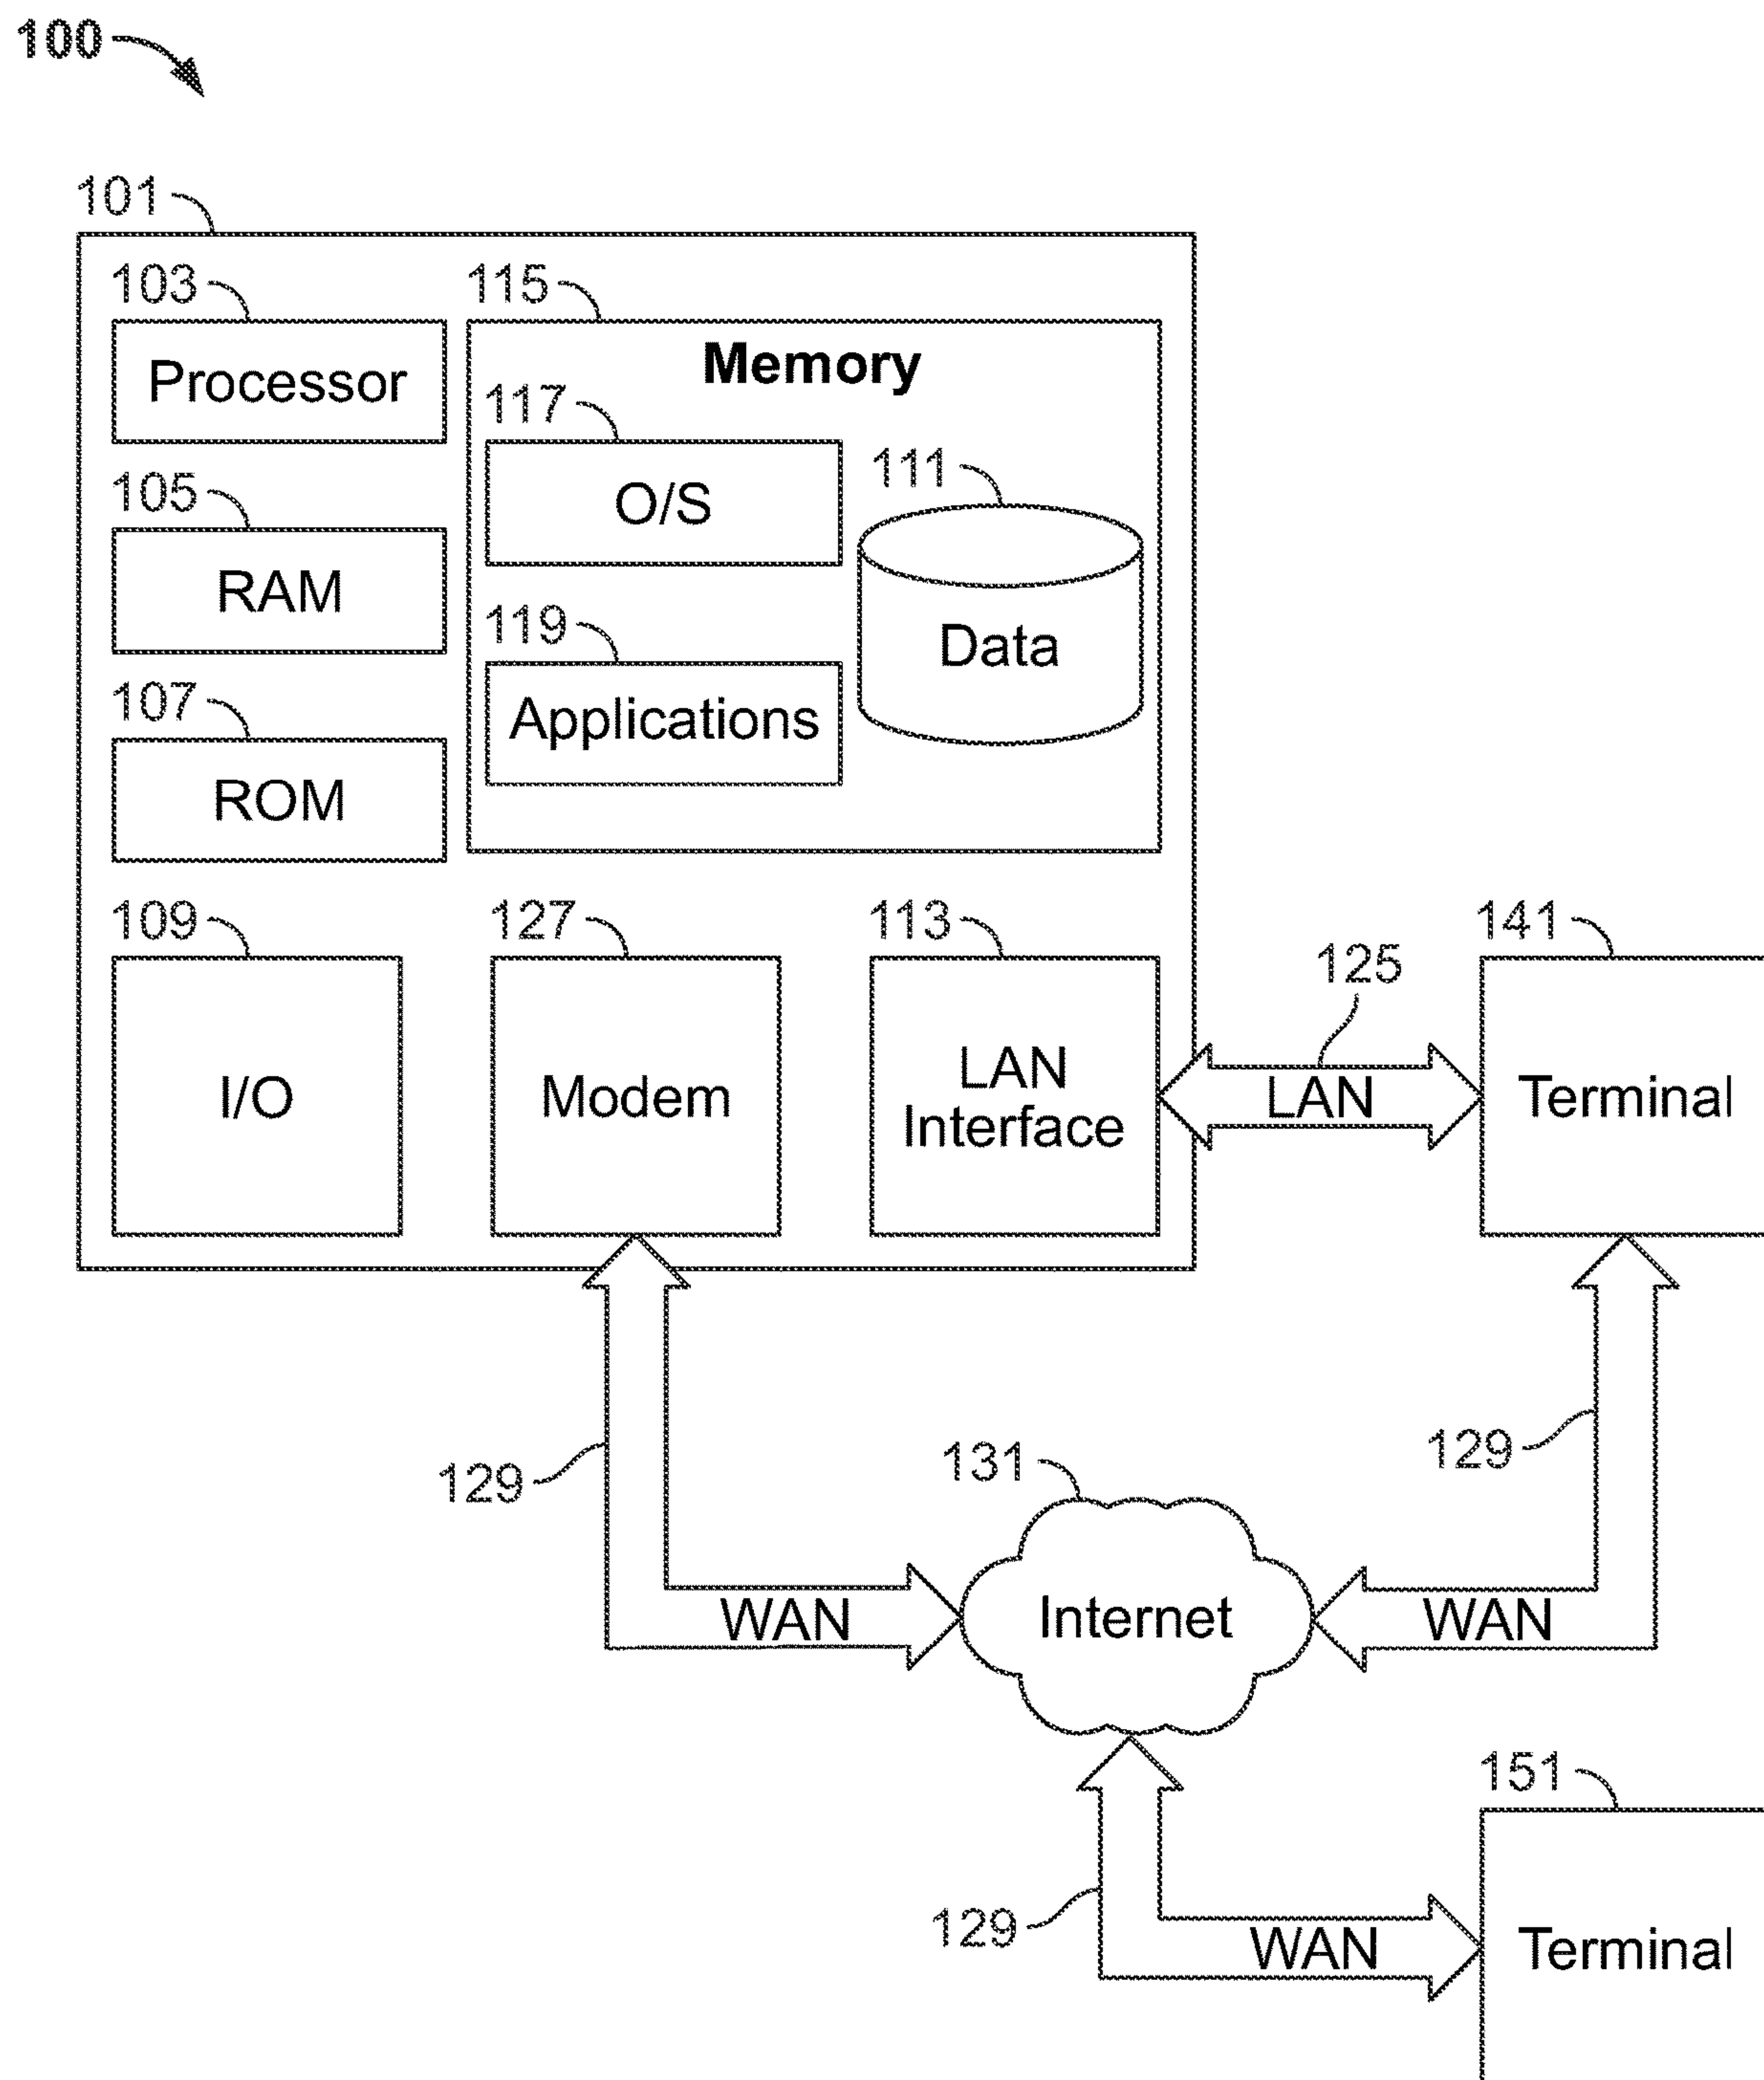 100
101
103
115
Processor
Memory
117
111
O/S
105
RAM
Data
119
Applications
107
ROM
109
127
113
141
125
I/O
Modem
LAN
Interface
LAN
Terminal
129
131
129
WAN
Internet
WAN
151
129
WAN
Terminal